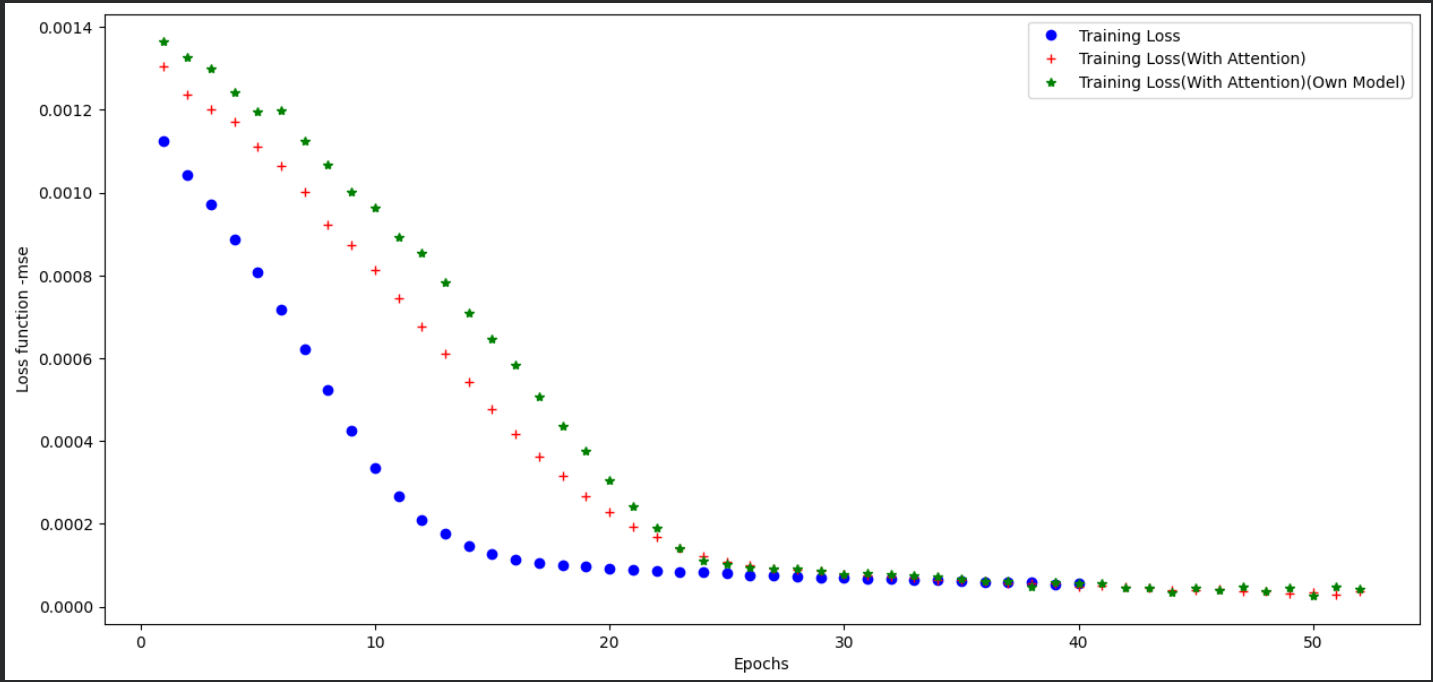 0.0014
0.0012
0.0010
0.0008
0.0006
0.0004
0.0002
0.0000
Loss function -mse
Training Loss
Training Loss(With Attention)
Training Loss(With Attention)(Own Model)
0 10 20 30 40 50
Epochs